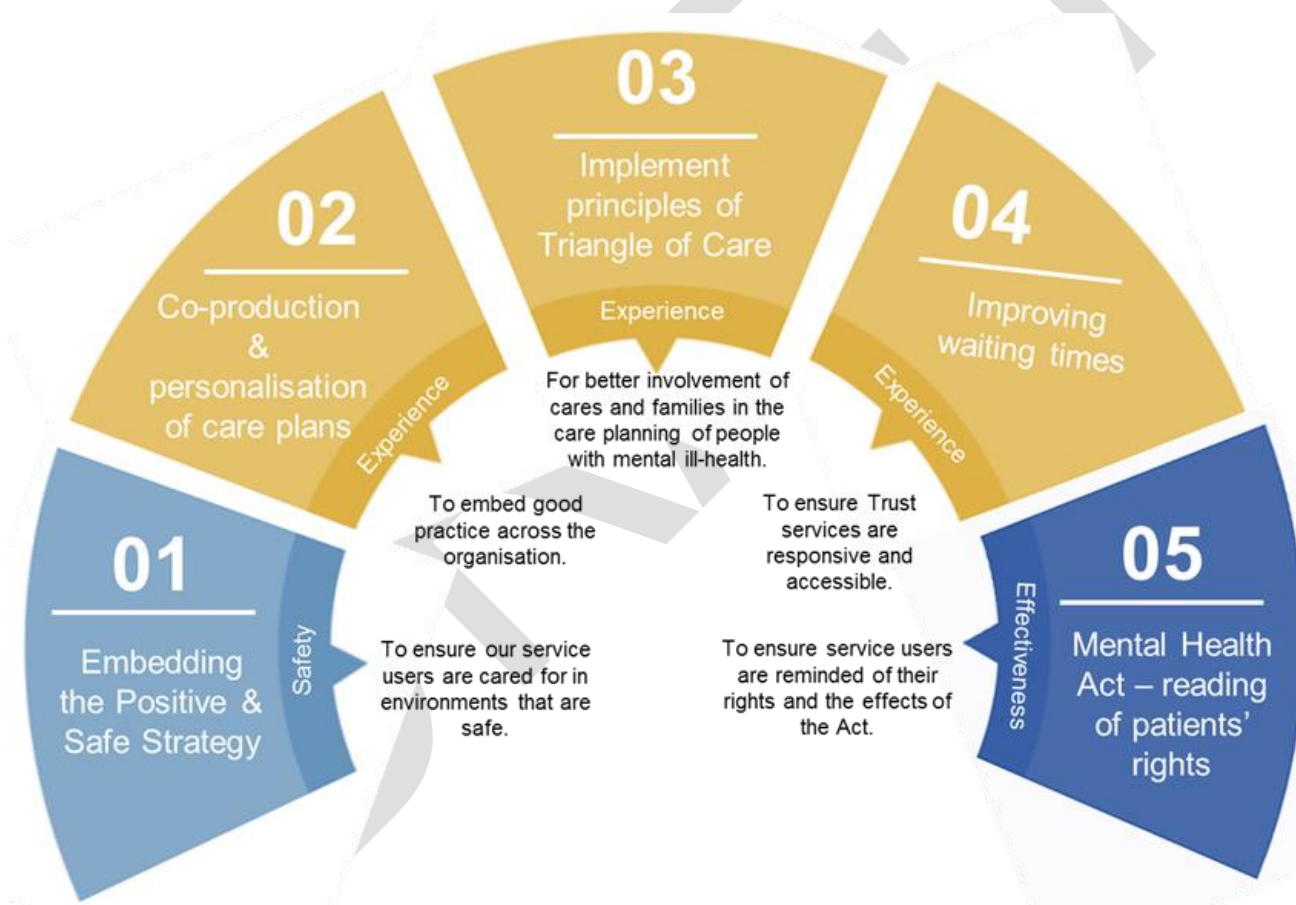 01
Embedding
the Positive &
Safe Strategy
Safety
To ensure our service
users are cared for in
environments that are
safe.
02
Co-production
&
personalisation
of care plans
Experience
To embed good
practice across the
organisation.
03
Implement
principles of
Triangle of Care
Experience
For better involvement of
cares and families in the
care planning of people
with mental ill-health.
04
Improving
waiting times
Experience
To ensure Trust
services are
responsive and
accessible.
05
Mental Health
Act – reading
of patients’
rights
Effectiveness
To ensure service users
are reminded of their
rights and the effects of
the Act.